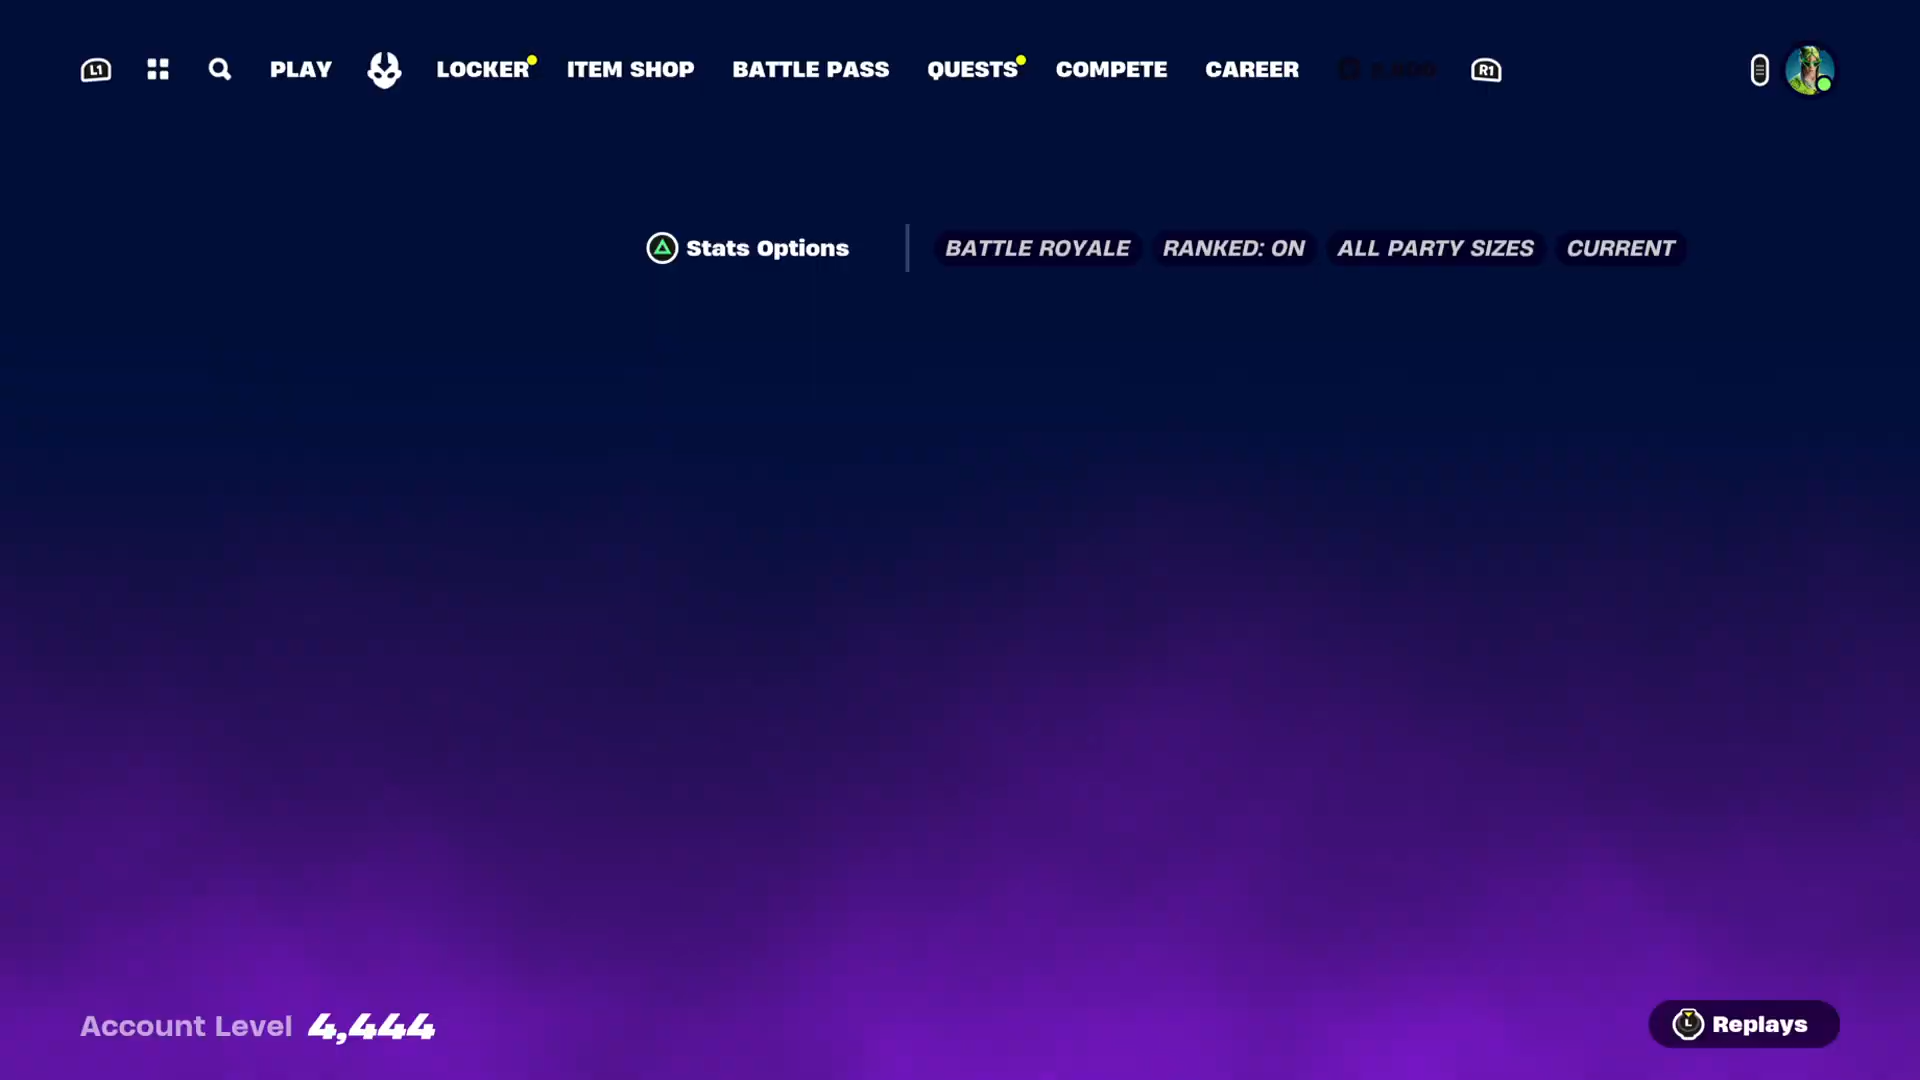 L1 PLAY LOCKER ITEM SHOP BATTLE PASS QUESTS COMPETE CAREER R1
Stats Options BATTLE ROYALE RANKED: ON ALL PARTY SIZES CURRENT
Account Level 4,444
L Replays